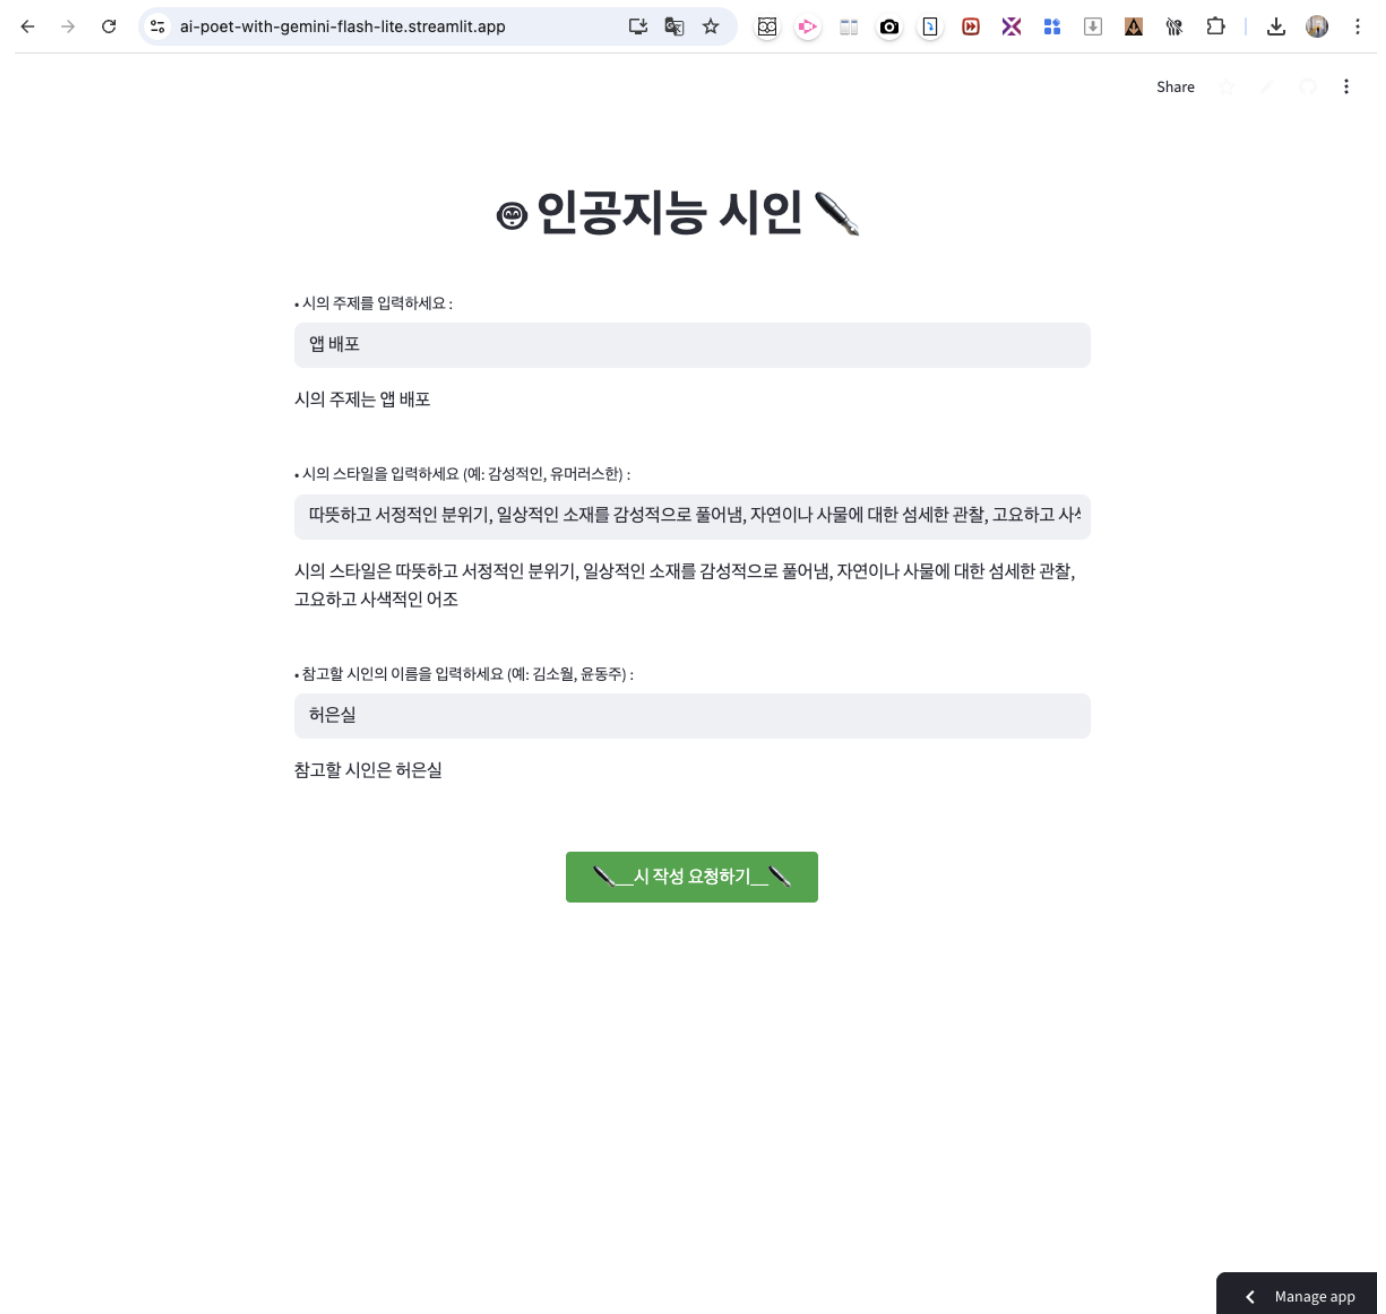 ai-poet-with-gemini-flash-lite.streamlit.app
Share
인공지능 시인
• 시의 주제를 입력하세요 :
앱 배포
시의 주제는 앱 배포
• 시의 스타일을 입력하세요 (예: 감성적인, 유머러스한) :
따뜻하고 서정적인 분위기, 일상적인 소재를 감성적으로 풀어냄, 자연이나 사물에 대한 섬세한 관찰, 고요하고 사색
시의 스타일은 따뜻하고 서정적인 분위기, 일상적인 소재를 감성적으로 풀어냄, 자연이나 사물에 대한 섬세한 관찰,
고요하고 사색적인 어조
• 참고할 시인의 이름을 입력하세요 (예: 김소월, 윤동주) :
허은실
참고할 시인은 허은실
__시 작성 요청하기__
Manage app